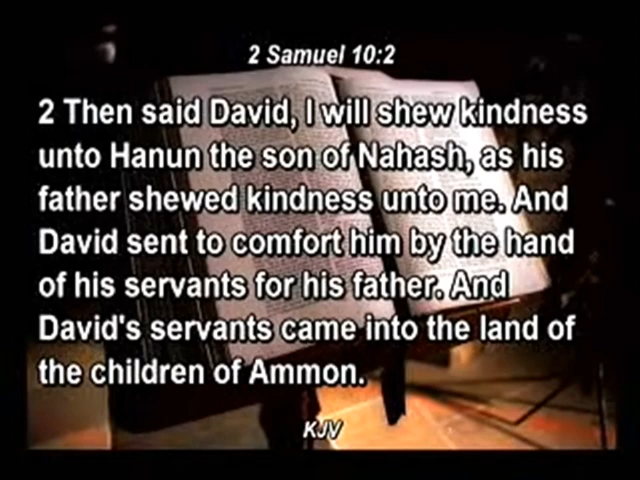 2 Samuel 10:2
2 Then said David, I will shew kindness
unto Hanun the son of Nahash, as his
father shewed kindness unto me. And
David sent to comfort him by the hand
of his servants for his father. And
David's servants came into the land of
the children of Ammon.
KJV